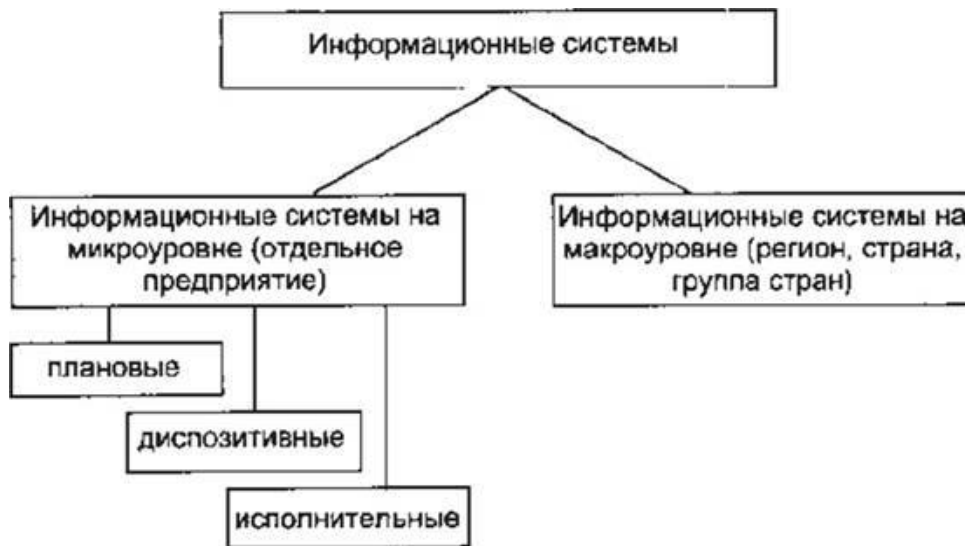 Информационные системы
Информационные системы на
микроуровне (отдельное
предприятие)
Информационные системы на
макроуровне (регион, страна,
группа стран)
плановые
диспозитивные
исполнительные